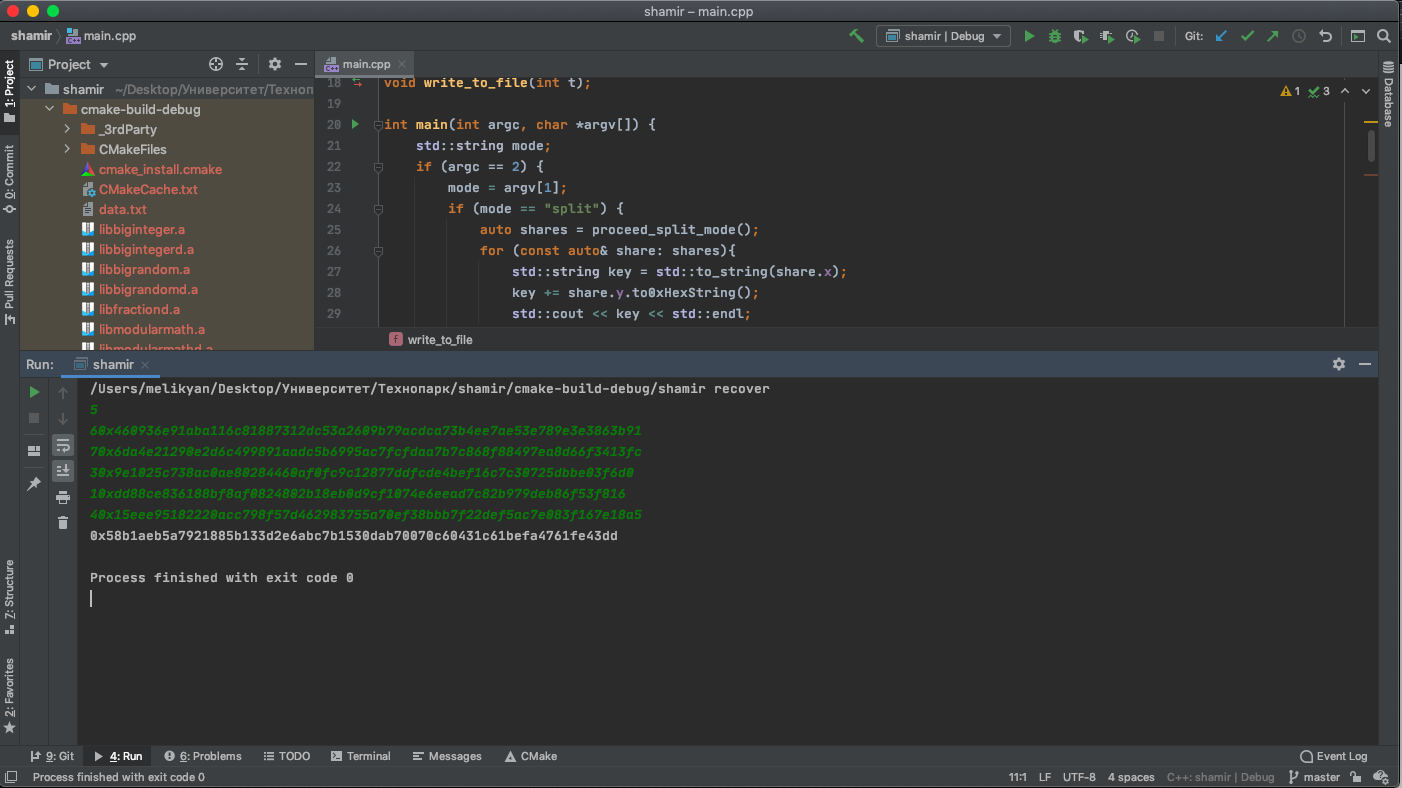 shamir – main.cpp
shamir
main.cpp
shamir | Debug
Git:
Project
main.cpp
1: Project
0: Commit
Pull Requests
7: Structure
2: Favorites
Database
shamir ~/Desktop/Университет/Техноп
cmake-build-debug
_3rdParty
CMakeFiles
cmake_install.cmake
CMakeCache.txt
data.txt
libbiginteger.a
libbigintegerd.a
libbigrandom.a
libbigrandomd.a
libfractiond.a
libmodularmath.a
libmodularmathd.a
1 3
18 void write_to_file(int t);
19
20 int main(int argc, char *argv[]) {
21 std::string mode;
22 if (argc == 2) {
23 mode = argv[1];
24 if (mode == "split") {
25 auto shares = proceed_split_mode();
26 for (const auto& share: shares){
27 std::string key = std::to_string(share.x);
28 key += share.y.to0xHexString();
29 std::cout << key << std::endl;
f write_to_file
Run: shamir
/Users/melikyan/Desktop/Университет/Технопарк/shamir/cmake-build-debug/shamir recover
5
60x460936e91aba116c81887312dc53a2609b79acdca73b4ee7ae53e789e3e3863b91
70x6da4e21290e2d6c499891aadc5b6995ac7fcfdaa7b7c868f88497ea8d66f3413fc
30x9e1025c738ac0ae80284460af0fc9c12877ddfcde4bef16c7c30725dbbe03f6d0
10xdd88ce836188bf8af0824802b18eb0d9cf1074e6eead7c82b979deb86f53f816
40x15eee95182220acc798f57d462983755a70ef38bbb7f22def5ac7e083f167e18a5
0x58b1aeb5a7921885b133d2e6abc7b1530dab70070c60431c61befa4761fe43dd
Process finished with exit code 0
9: Git
4: Run
6: Problems
TODO
Terminal
Messages
CMake
Event Log
Process finished with exit code 0
11:1 LF UTF-8 4 spaces C++: shamir | Debug master